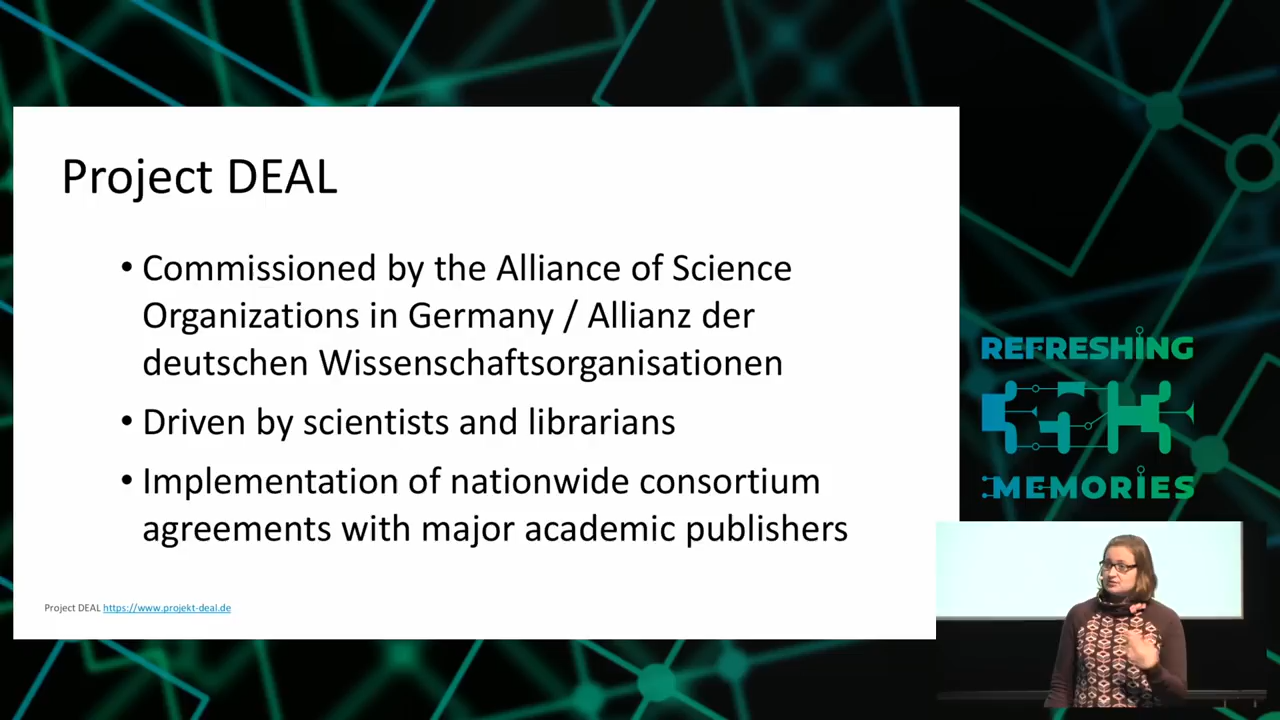 Project DEAL
• Commissioned by the Alliance of Science
Organizations in Germany / Allianz der
deutschen Wissenschaftsorganisationen
• Driven by scientists and librarians
• Implementation of nationwide consortium
agreements with major academic publishers
Project DEAL https://www.projekt-deal.de
REFRESHING
MEMORIES